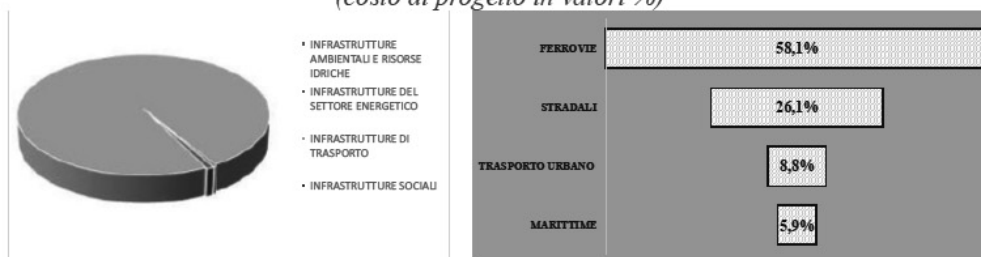 (costo di progetto in valori %)
• INFRASTRUTTURE
AMBIENTALI E RISORSE
IDRICHE
• INFRASTRUTTURE DEL
SETTORE ENERGETICO
• INFRASTRUTTURE DI
TRASPORTO
• INFRASTRUTTURE SOCIALI
FERROVIE 58,1%
STRADALI 26,1%
TRASPORTO URBANO 8,8%
MARITTIME 5,9%